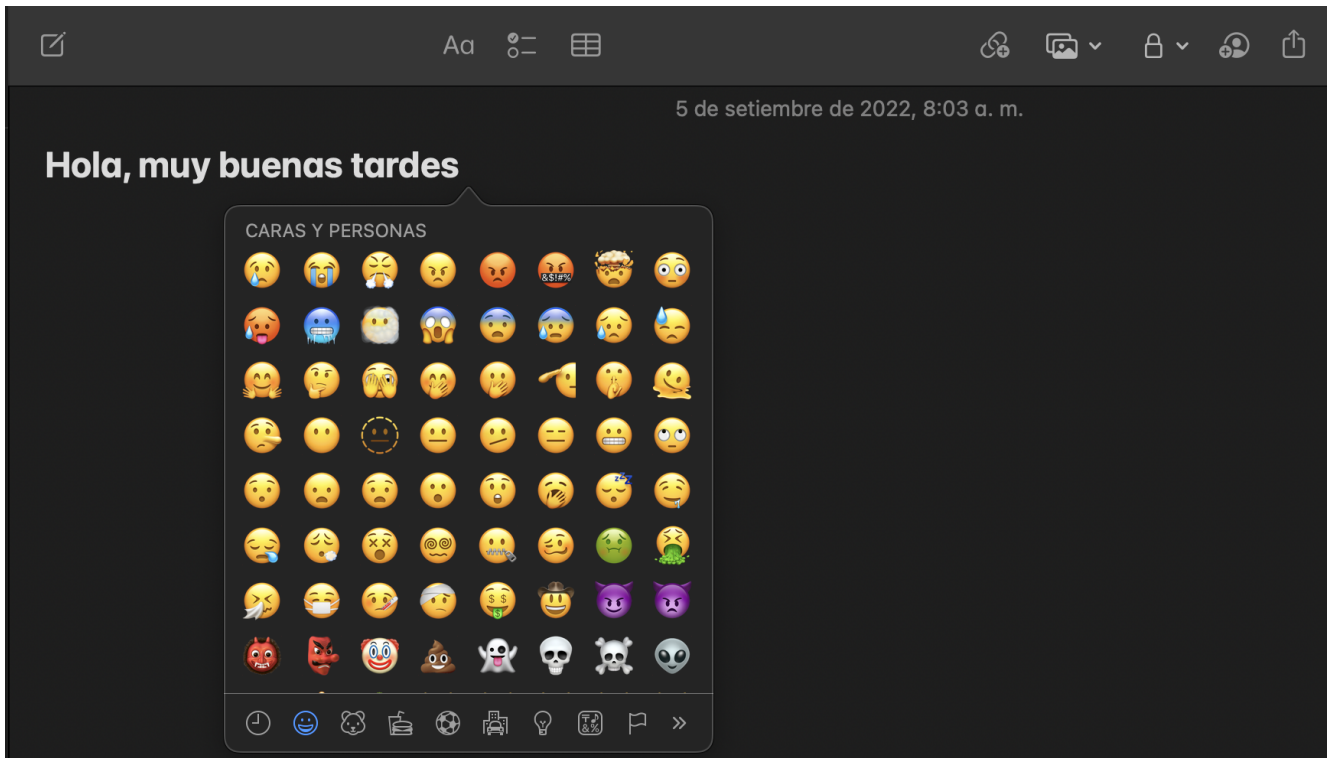 Aa
5 de setiembre de 2022, 8:03 a. m.
Hola, muy buenas tardes
CARAS Y PERSONAS
&$!#%